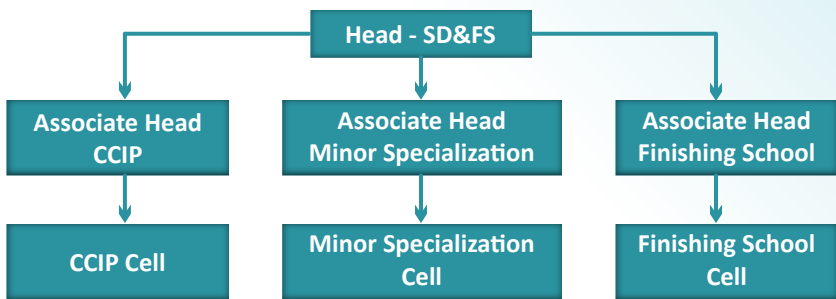 Head - SD&FS
Associate Head
CCIP
Associate Head
Minor Specialization
Associate Head
Finishing School
CCIP Cell
Minor Specialization
Cell
Finishing School
Cell